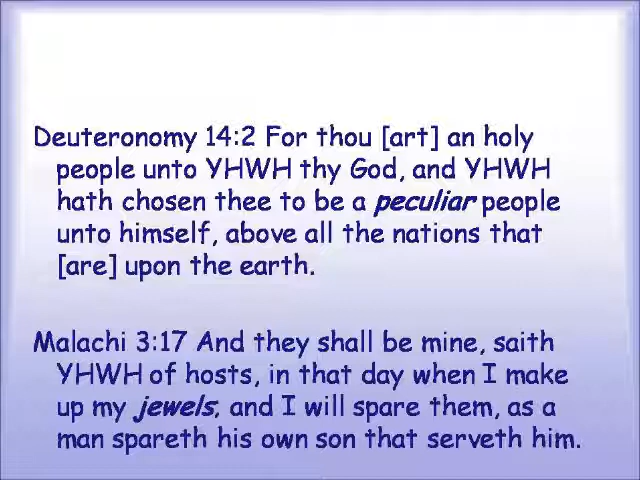 Deuteronomy 14:2 For thou [art] an holy
people unto YHWH thy God, and YHWH
hath chosen thee to be a peculiar people
unto himself, above all the nations that
[are] upon the earth.
Malachi 3:17 And they shall be mine, saith
YHWH of hosts, in that day when I make
up my jewels; and I will spare them, as a
man spareth his own son that serveth him.